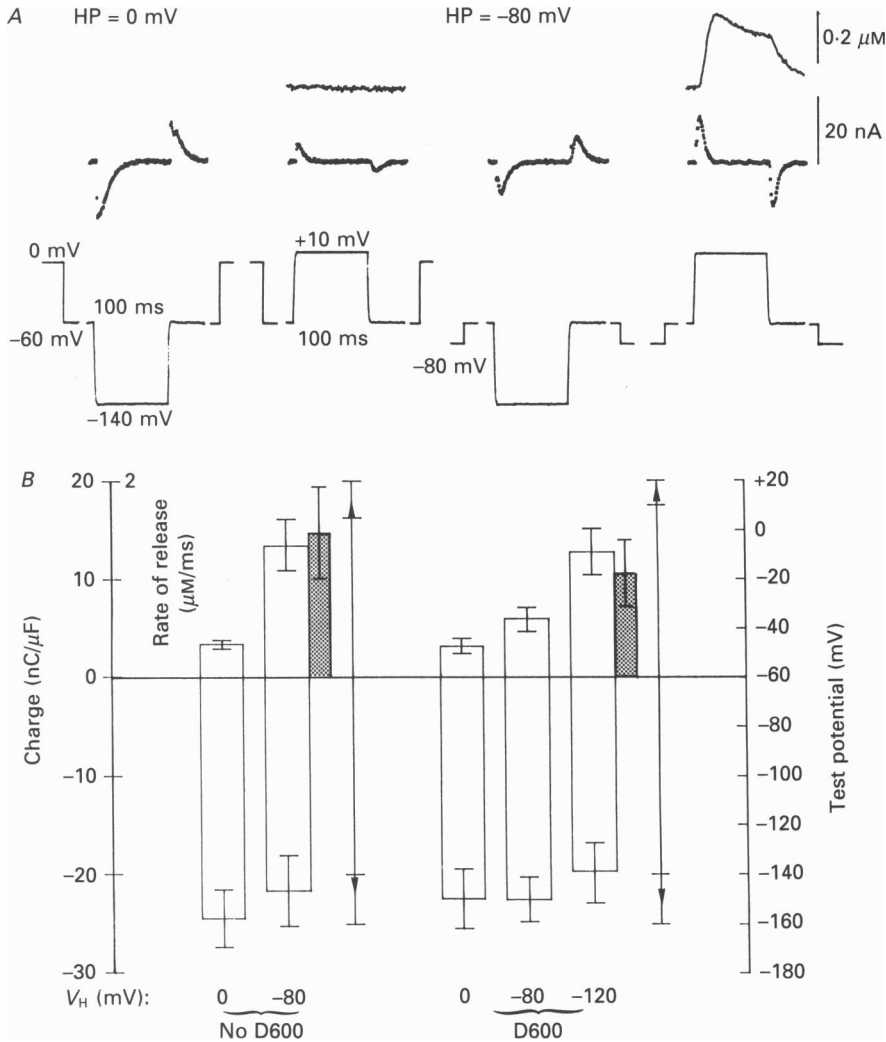 A HP = 0 mV HP = –80 mV
0·2 μM
20 nA
0 mV
+10 mV
100 ms
–60 mV
100 ms
–80 mV
–140 mV
B
20 2 +20
Rate of release
(μM/ms)
0
10 –20
–40
0 –60
Charge (nC/μF)
Test potential (mV)
–80
–10 –100
–120
–20 –140
–160
–30 –180
V_H (mV): 0 –80 0 –80 –120
No D600 D600